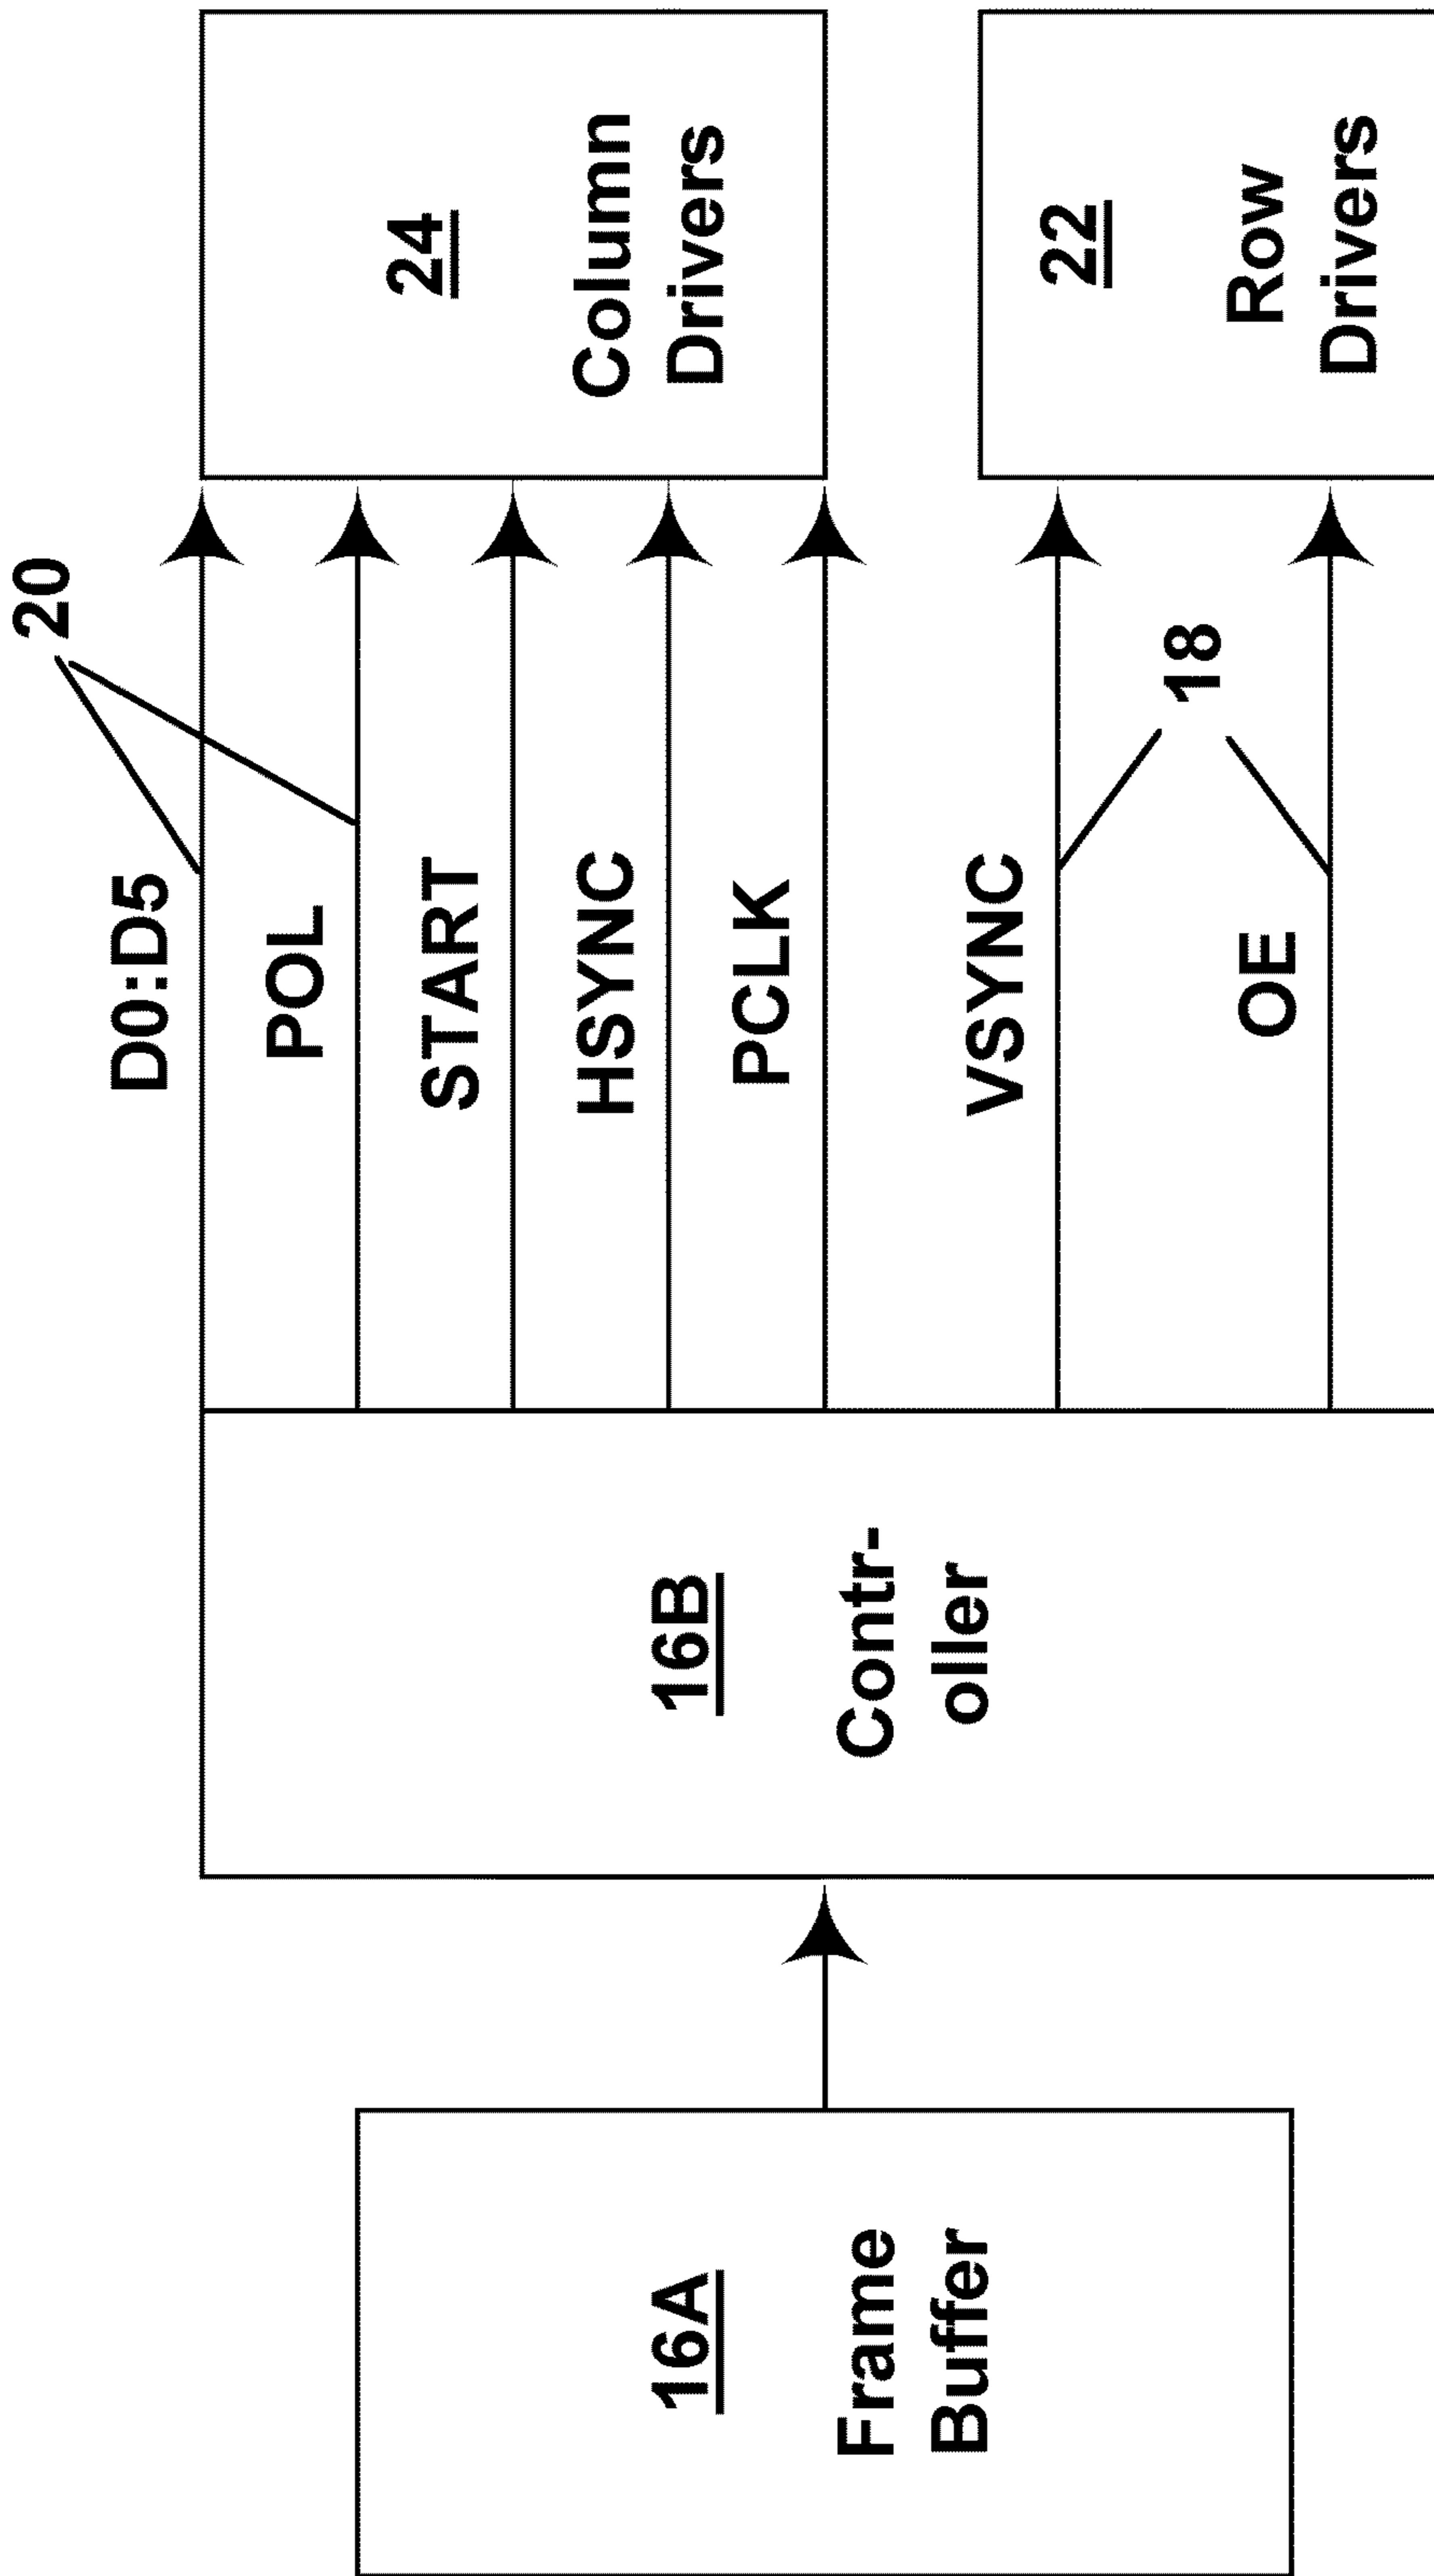 20
D0:D5
POL
START
HSYNC
PCLK
VSYNC
18
OE
24
Column
Drivers
22
Row
Drivers
16B
Contr-
oller
16A
Frame
Buffer